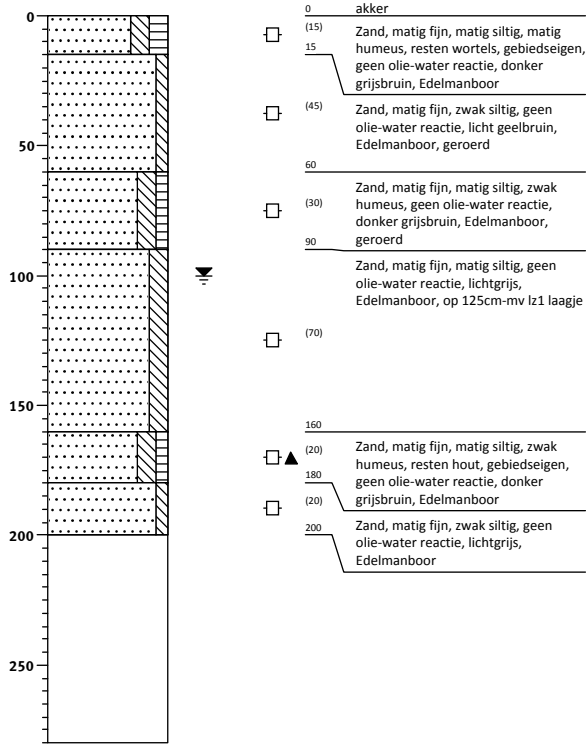 0
50
100
150
200
250
0 akker
(15) Zand, matig fijn, matig siltig, matig
15 humeus, resten wortels, gebiedseigen,
geen olie-water reactie, donker
grijsbruin, Edelmanboor
(45) Zand, matig fijn, zwak siltig, geen
olie-water reactie, licht geelbruin,
Edelmanboor, geroerd
60
Zand, matig fijn, matig siltig, zwak
(30) humeus, geen olie-water reactie,
donker grijsbruin, Edelmanboor,
geroerd
90
Zand, matig fijn, matig siltig, geen
olie-water reactie, lichtgrijs,
Edelmanboor, op 125cm-mv lz1 laagje
(70)
160
(20) Zand, matig fijn, matig siltig, zwak
humeus, resten hout, gebiedseigen,
180 geen olie-water reactie, donker
(20) grijsbruin, Edelmanboor
200 Zand, matig fijn, zwak siltig, geen
olie-water reactie, lichtgrijs,
Edelmanboor